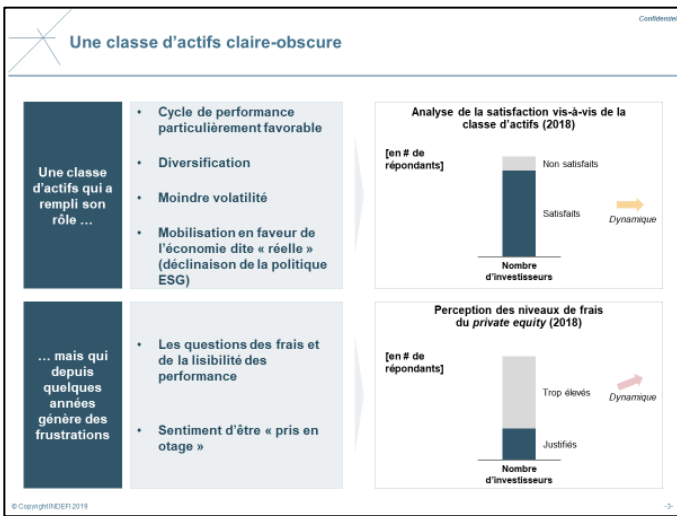 Confidentiel
Une classe d'actifs claire-obscure
Une classe
d'actifs qui a
rempli son
rôle …
• Cycle de performance
particulièrement favorable
• Diversification
• Moindre volatilité
• Mobilisation en faveur de
l'économie dite « réelle »
(déclinaison de la politique
ESG)
Analyse de la satisfaction vis-à-vis de la
classe d'actifs (2018)
[en # de
répondants]
Non satisfaits
Satisfaits
Dynamique
Nombre
d'investisseurs
… mais qui
depuis
quelques
années
génère des
frustrations
• Les questions des frais et
de la lisibilité des
performance
• Sentiment d'être « pris en
otage »
Perception des niveaux de frais
du private equity (2018)
[en # de
répondants]
Trop élevés
Dynamique
Justifiés
Nombre
d'investisseurs
© Copyright INDEFI 2019
-3-